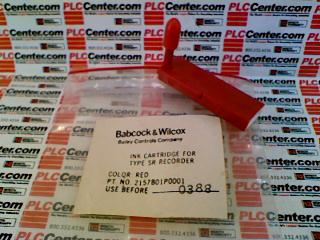 Babcock & Wilcox
Bailey Controls Company
INK CARTRIDGE FOR
TYPE SR RECORDER
COLOR RED
PT. NO. 2157801P0001
USE BEFORE 0388
PLCCenter.com